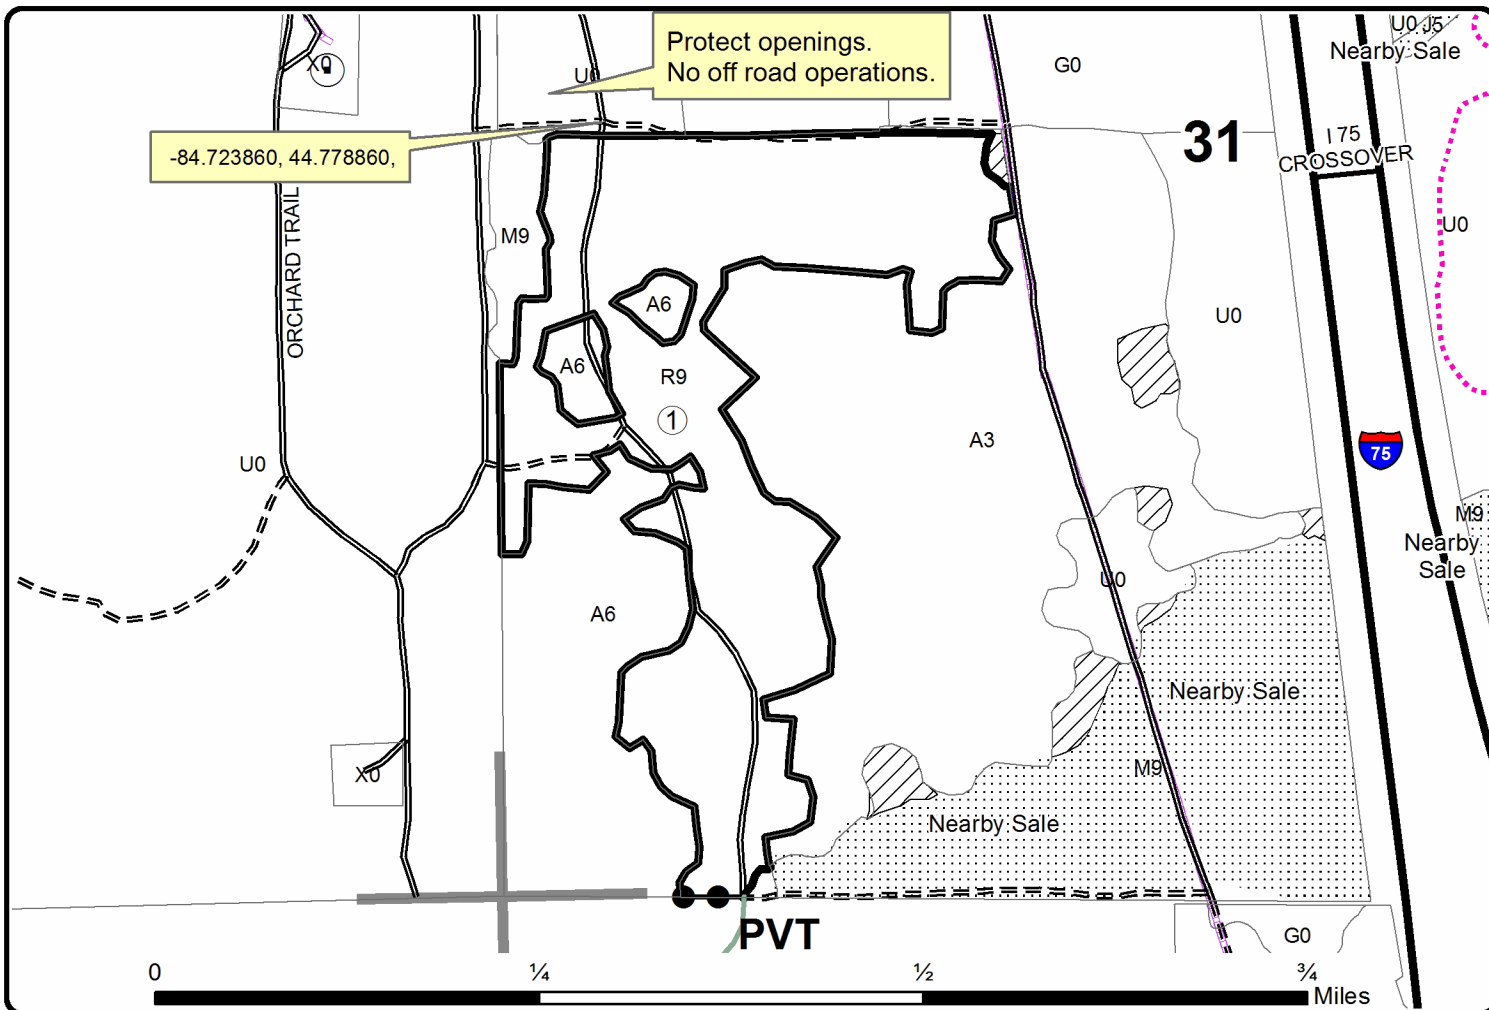 U0 J5
Nearby Sale
Protect openings.
No off road operations.
X0
U0
G0
31
I 75
CROSSOVER
-84.723860, 44.778860,
ORCHARD TRAIL
M9
U0
A6
U0
A6
R9
1
A3
75
U0
M9
Nearby
Sale
U0
A6
Nearby Sale
X0
M9
Nearby Sale
PVT
G0
0
¼
½
¾
Miles